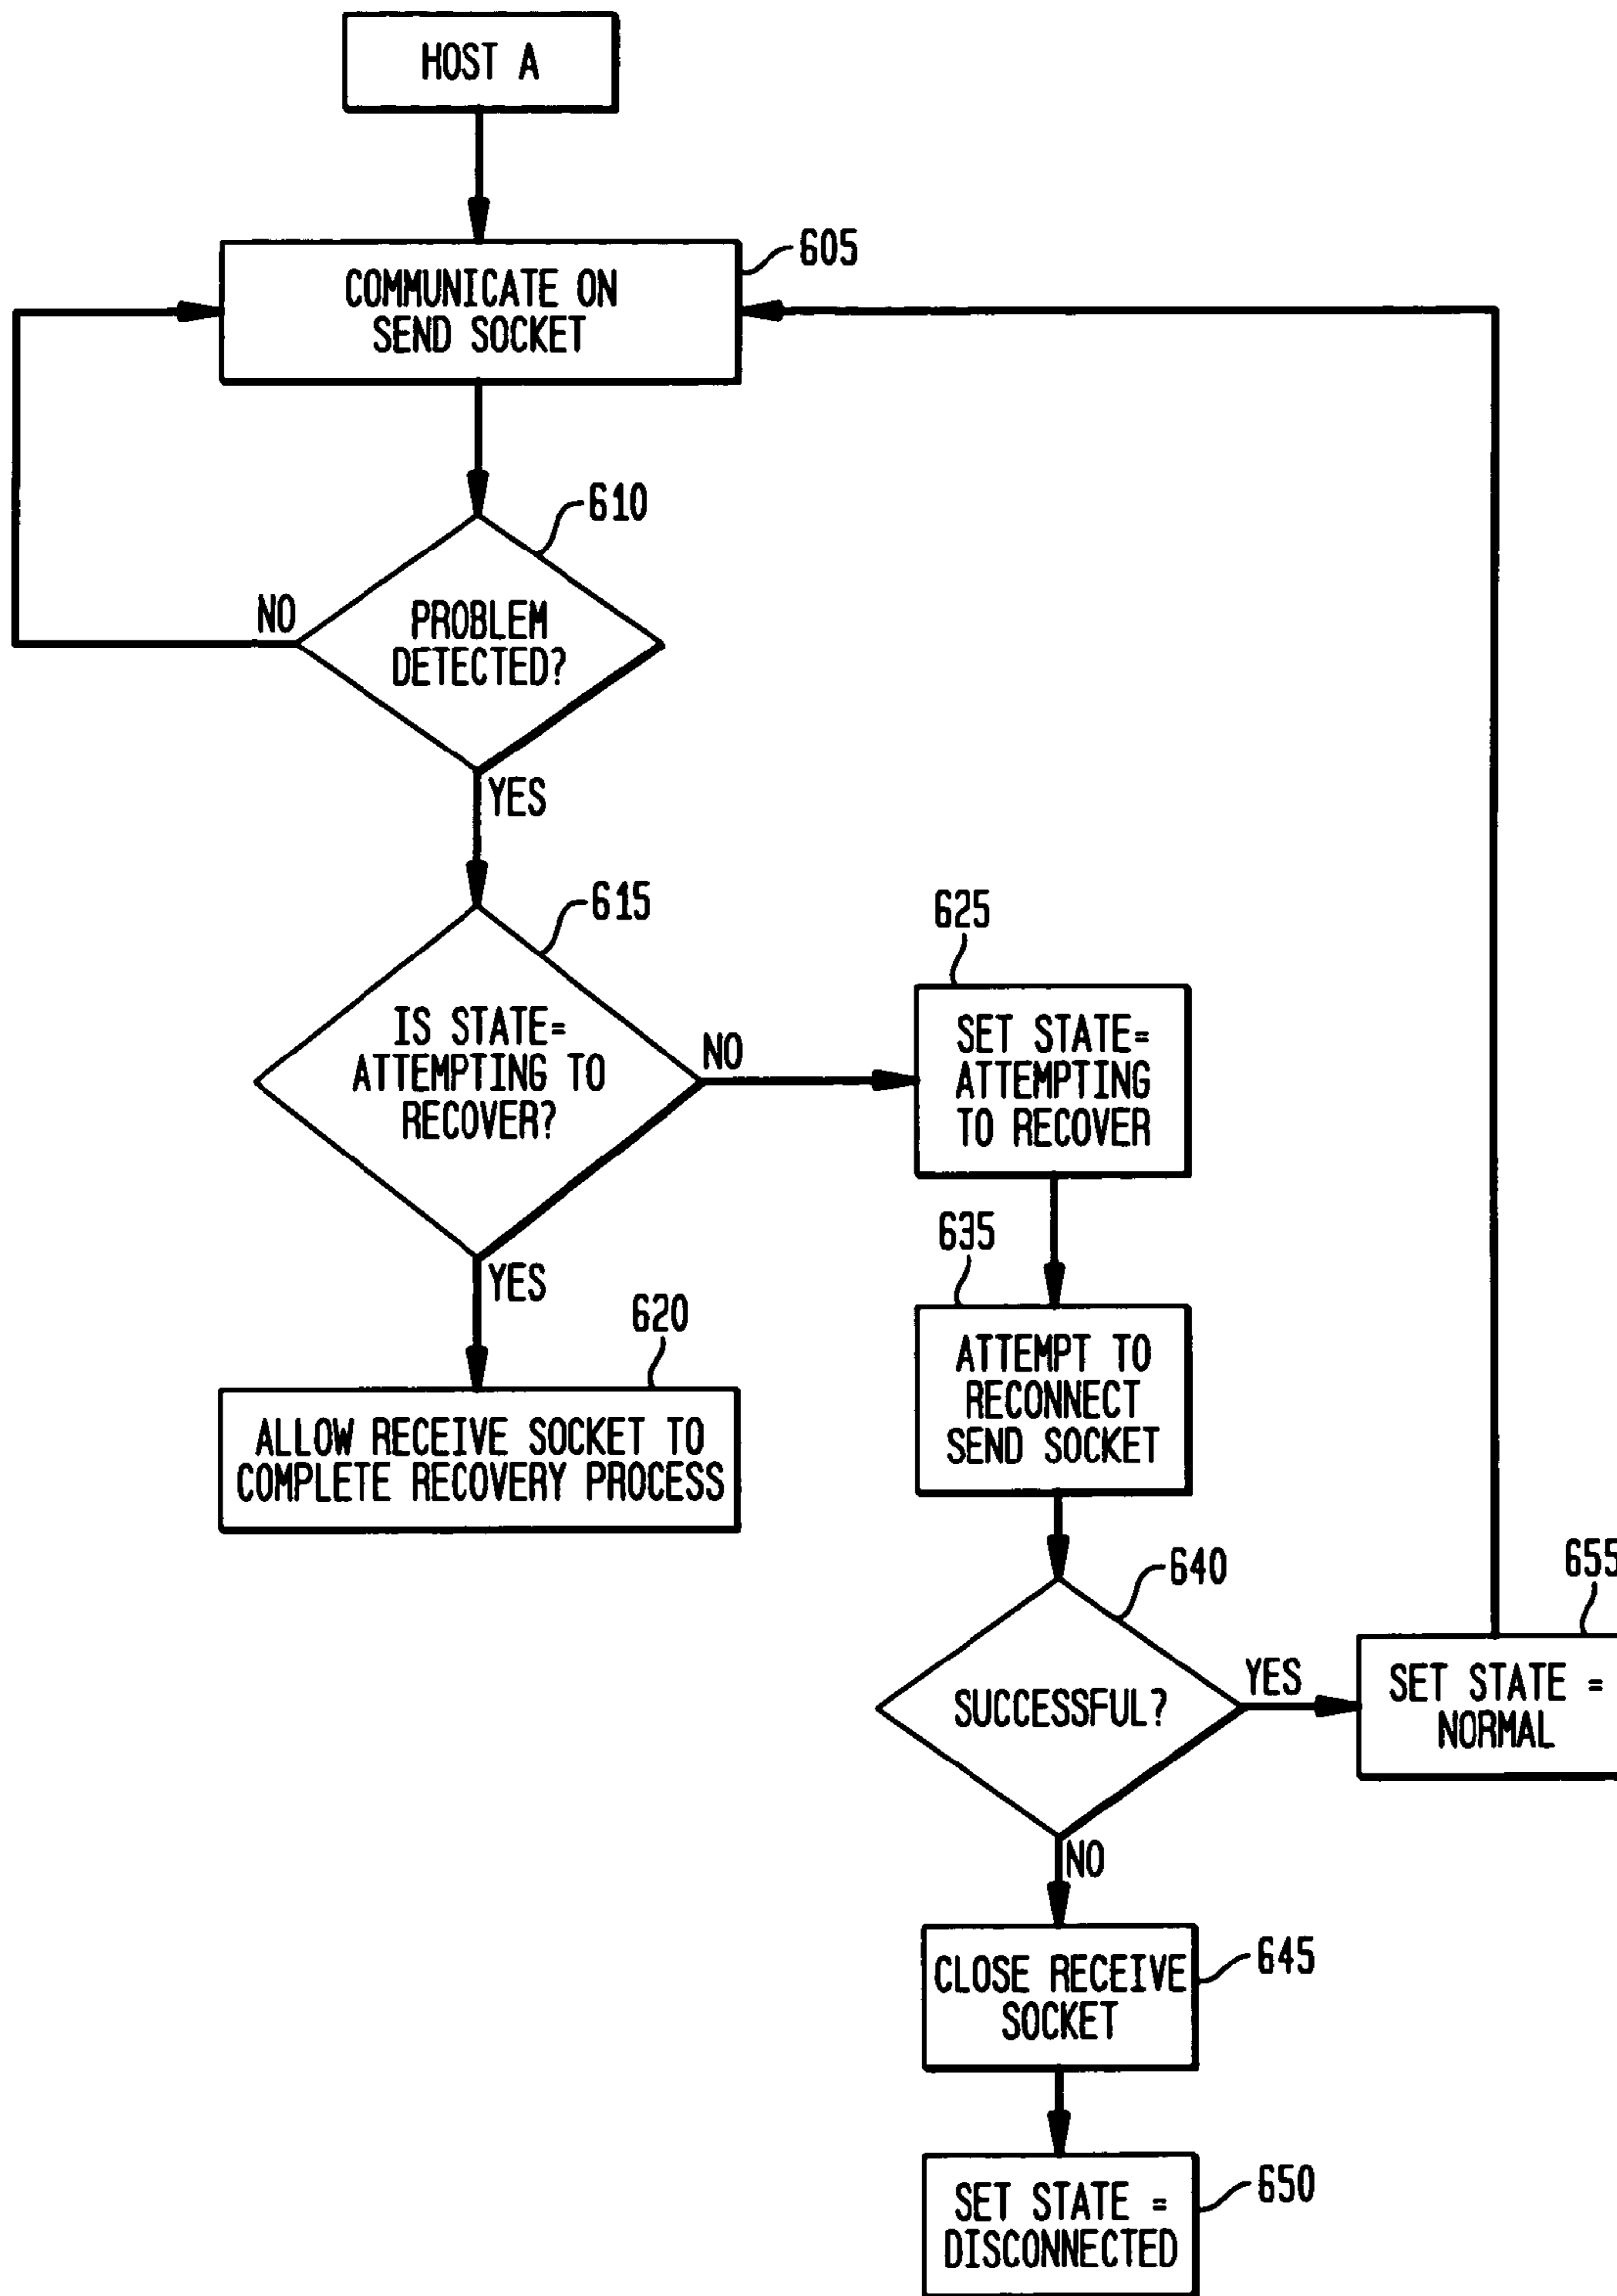 HOST A
605
COMMUNICATE ON
SEND SOCKET
610
PROBLEM
DETECTED?
NO
YES
615
IS STATE=
ATTEMPTING TO
RECOVER?
NO
YES
625
SET STATE=
ATTEMPTING
TO RECOVER
620
ALLOW RECEIVE SOCKET TO
COMPLETE RECOVERY PROCESS
635
ATTEMPT TO
RECONNECT
SEND SOCKET
640
SUCCESSFUL?
YES
NO
655
SET STATE =
NORMAL
645
CLOSE RECEIVE
SOCKET
650
SET STATE =
DISCONNECTED